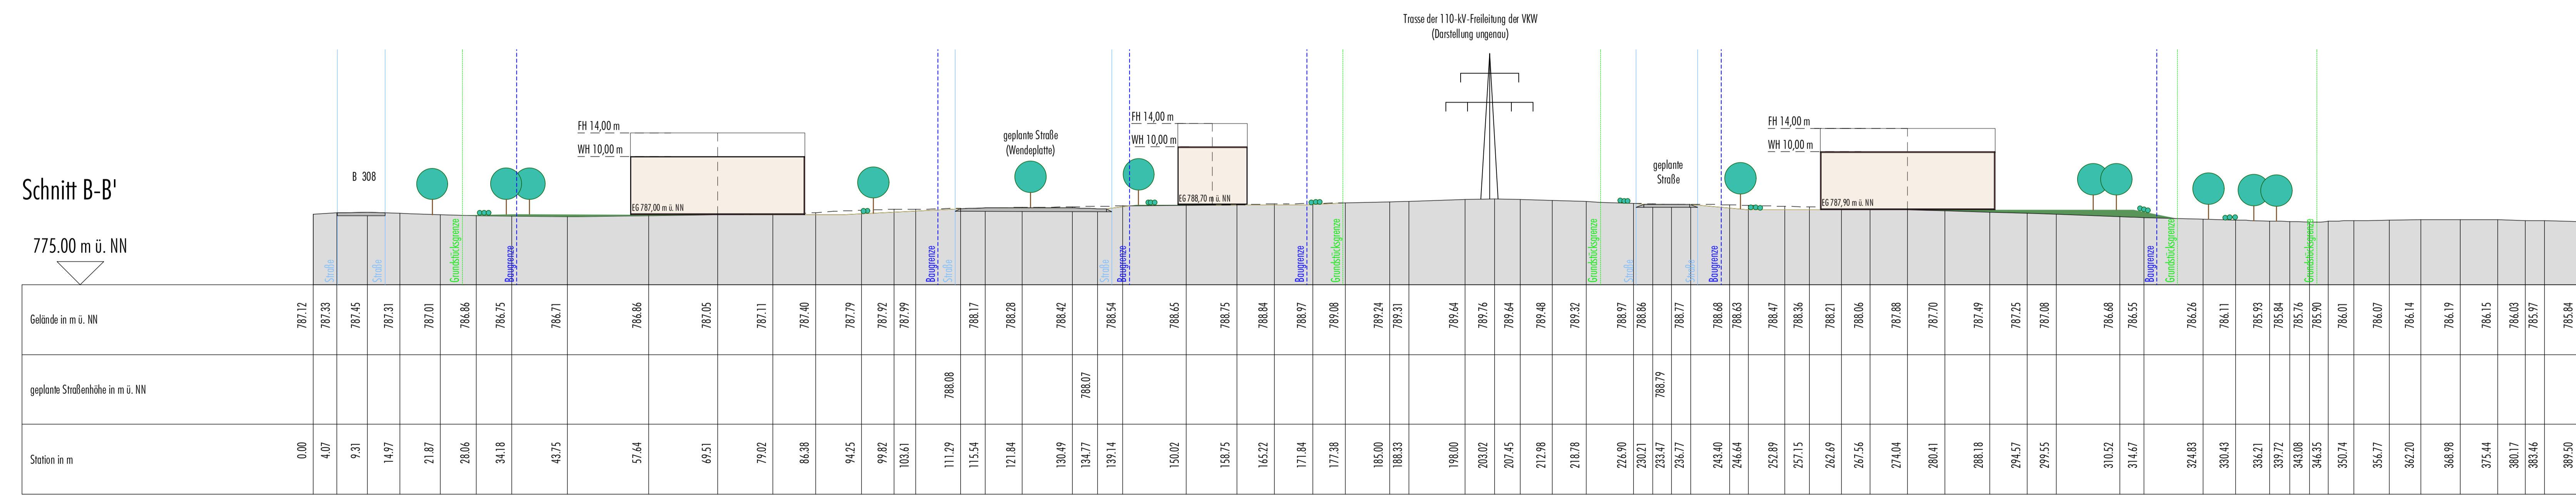 Trasse der 110-kV-Freileitung der VKW
(Darstellung ungenau)
FH 14,00 m
WH 10,00 m
FH 14,00 m
WH 10,00 m
FH 14,00 m
WH 10,00 m
geplante Straße
(Wendeplatte)
geplante
Straße
B 308
Schnitt B-B'
EG 787,00 m ü. NN
EG 788,70 m ü. NN
EG 787,90 m ü. NN
775.00 m ü. NN
Straße
Straße
Grundstücksgrenze
Baugrenze
Baugrenze
Straße
Straße
Baugrenze
Baugrenze
Grundstücksgrenze
Grundstücksgrenze
Straße
Straße
Baugrenze
Baugrenze
Grundstücksgrenze
Grundstücksgrenze
Gelände in m ü. NN
787.12 787.33 787.45 787.31 787.01 786.86 786.75 786.71 786.86 787.05 787.11 787.40 787.79 787.92 787.99 788.17 788.28 788.42 788.54 788.65 788.75 788.84 788.97 789.08 789.24 789.31 789.64 789.76 789.64 789.48 789.32 788.97 788.86 788.77 788.68 788.63 788.47 788.36 788.21 788.06 787.88 787.70 787.49 787.25 787.08 786.68 786.55 786.26 786.11 785.93 785.84 785.76 785.90 786.01 786.07 786.14 786.19 786.15 786.03 785.97 785.84
geplante Straßenhöhe in m ü. NN
788.08 788.07 788.79
Station in m
0.00 4.07 9.31 14.97 21.87 28.06 34.18 43.75 57.64 69.51 79.02 86.38 94.25 99.82 103.61 111.29 115.54 121.84 130.49 134.77 139.14 150.02 158.75 165.22 171.84 177.38 185.00 188.33 198.00 203.02 207.45 212.98 218.78 226.90 230.21 233.47 236.77 243.40 246.64 252.89 257.15 262.69 267.56 274.04 280.41 288.18 294.57 299.55 310.52 314.67 324.83 330.43 336.21 339.72 343.08 346.35 350.74 356.77 362.20 368.98 375.44 380.17 383.46 389.50